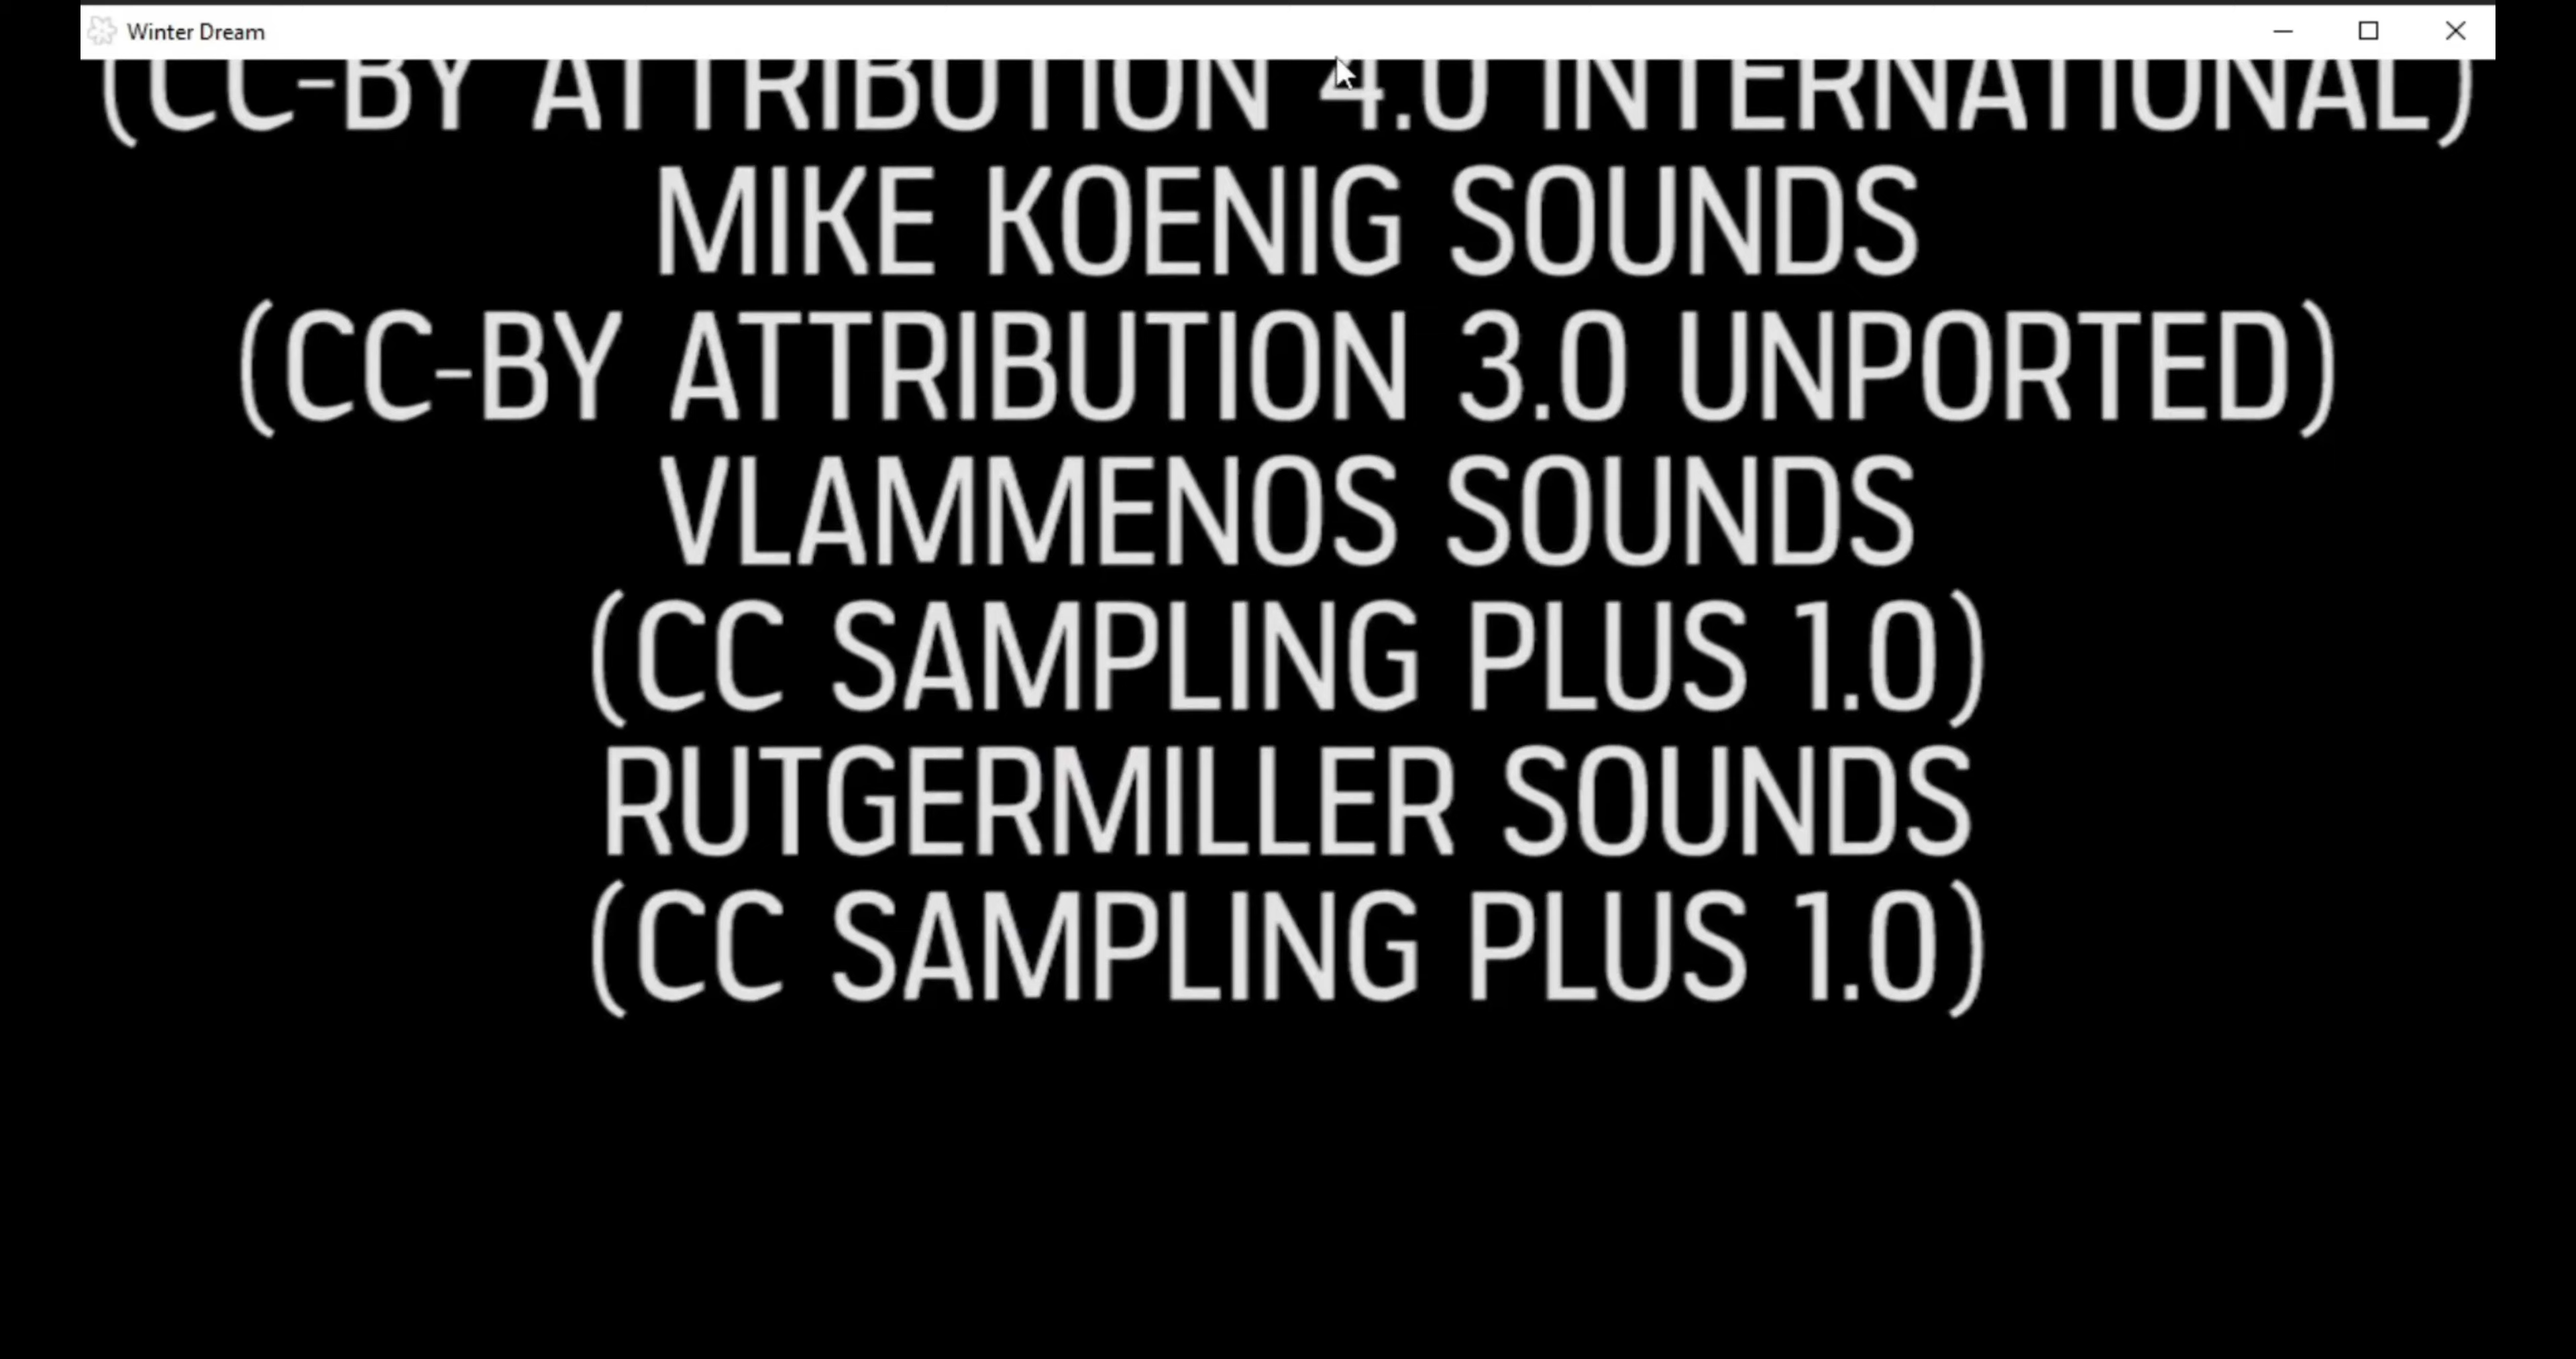 Winter Dream
(CC-BY ATTRIBUTION 4.0 INTERNATIONAL)
MIKE KOENIG SOUNDS
(CC-BY ATTRIBUTION 3.0 UNPORTED)
VLAMMENOS SOUNDS
(CC SAMPLING PLUS 1.0)
RUTGERMILLER SOUNDS
(CC SAMPLING PLUS 1.0)